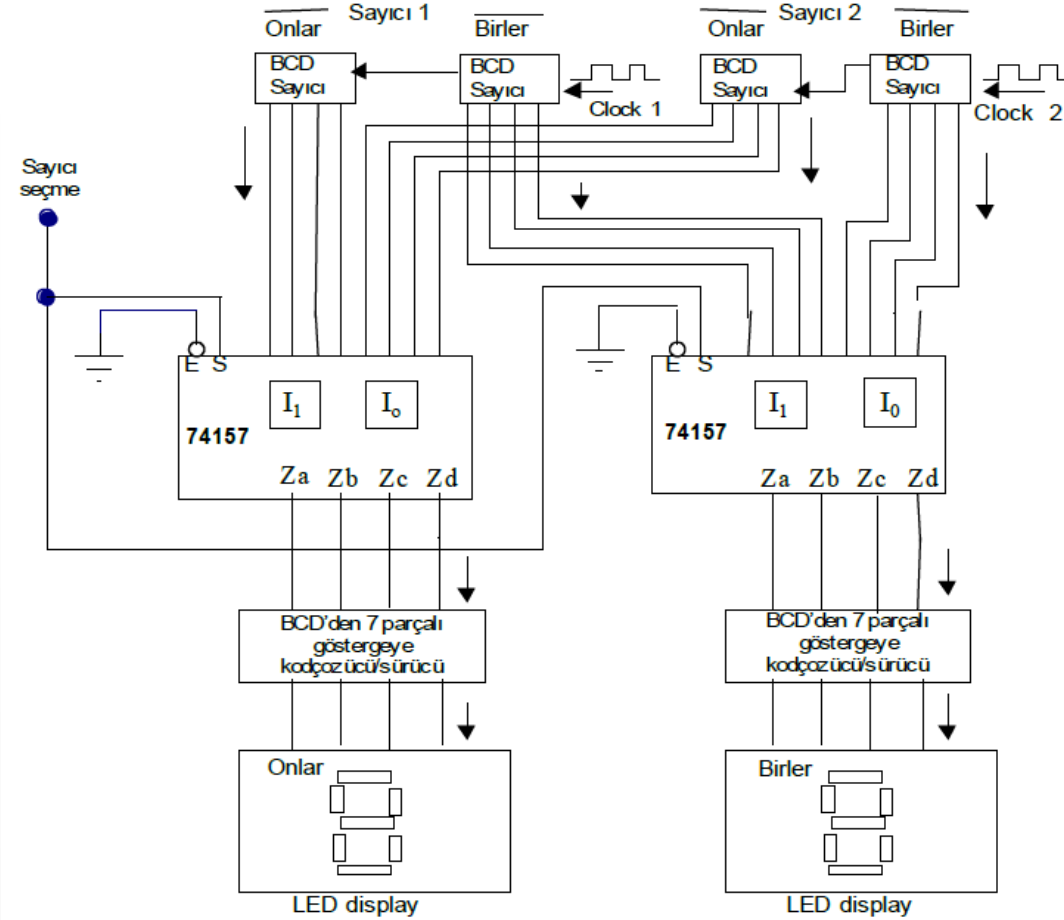 Sayıcı 1
Sayıcı 2
Onlar
Birler
Onlar
Birler
BCD
Sayıcı
BCD
Sayıcı
BCD
Sayıcı
BCD
Sayıcı
Clock 1
Clock 2
Sayıcı
seçme
E S
I1
Io
74157
Za Zb Zc Zd
E S
I1
I0
74157
Za Zb Zc Zd
BCD'den 7 parçalı
göstergeye
kodçozücü/sürücü
BCD'den 7 parçalı
göstergeye
kodçozücü/sürücü
Onlar
Birler
LED display
LED display